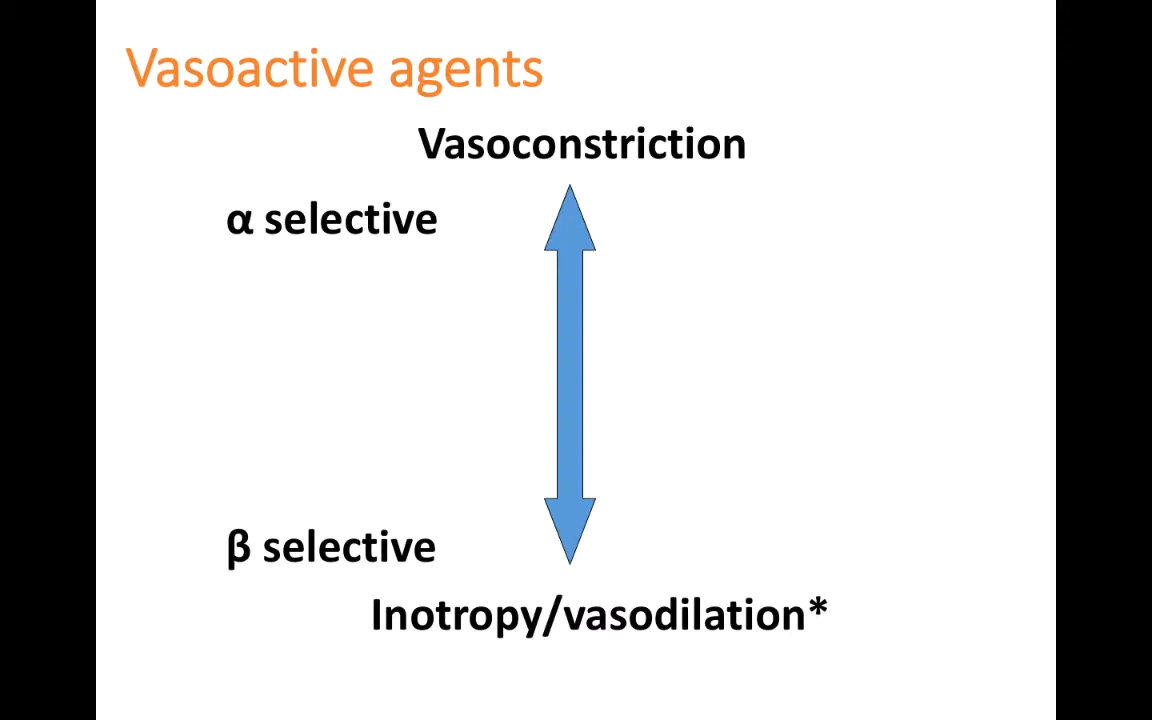 Vasoactive agents
Vasoconstriction
α selective
β selective
Inotropy/vasodilation*